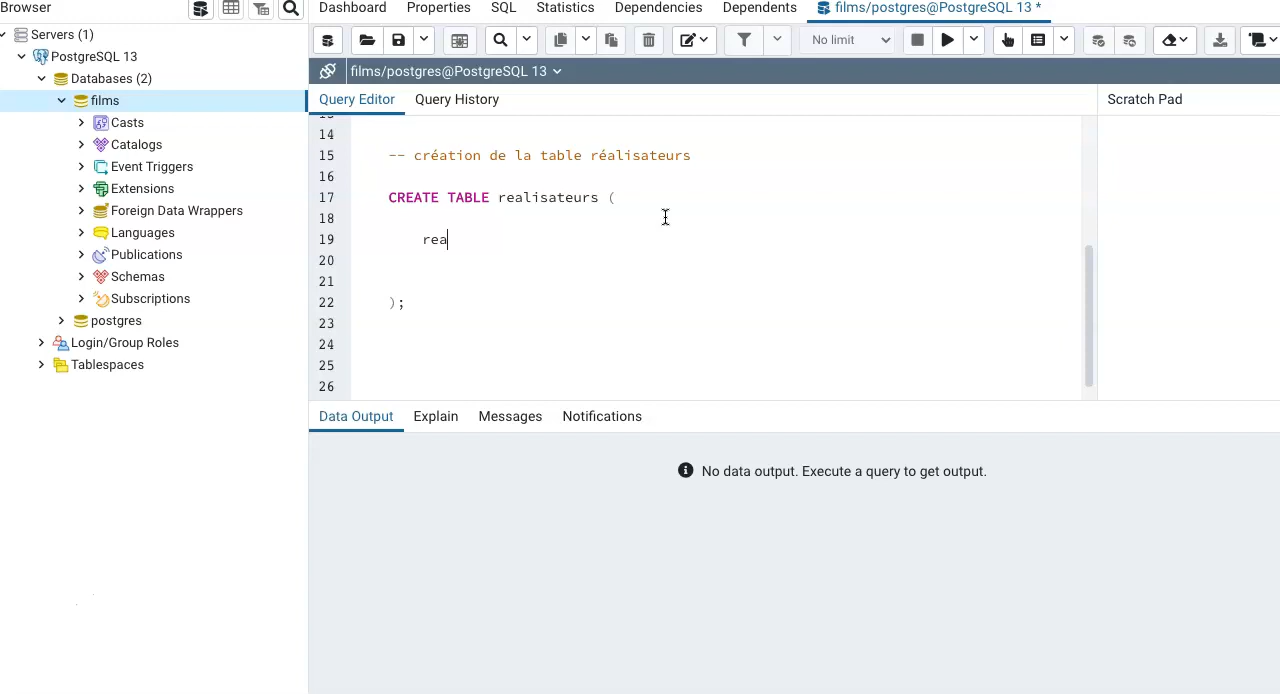 Browser
Dashboard Properties SQL Statistics Dependencies Dependents films/postgres@PostgreSQL 13 *
Servers (1)
PostgreSQL 13
Databases (2)
films
Casts
Catalogs
Event Triggers
Extensions
Foreign Data Wrappers
Languages
Publications
Schemas
Subscriptions
postgres
Login/Group Roles
Tablespaces
No limit
films/postgres@PostgreSQL 13
Query Editor Query History
Scratch Pad
13
14
15 -- création de la table réalisateurs
16
17 CREATE TABLE realisateurs (
18
19 rea
20
21
22 );
23
24
25
26
Data Output Explain Messages Notifications
No data output. Execute a query to get output.